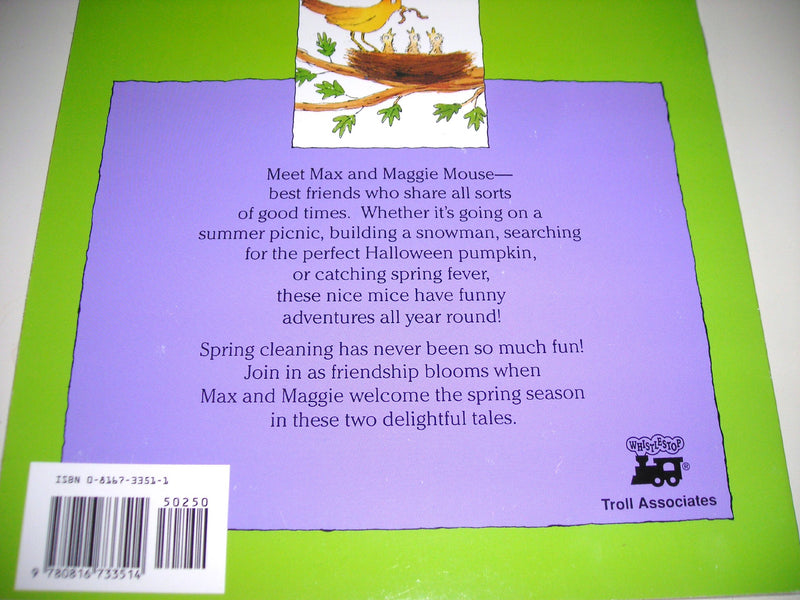 Meet Max and Maggie Mouse—
best friends who share all sorts
of good times. Whether it's going on a
summer picnic, building a snowman, searching
for the perfect Halloween pumpkin,
or catching spring fever,
these nice mice have funny
adventures all year round!
Spring cleaning has never been so much fun!
Join in as friendship blooms when
Max and Maggie welcome the spring season
in these two delightful tales.
WHISTLESTOP
®
Troll Associates
ISBN 0-8167-3351-1
50250
9 780816 733514